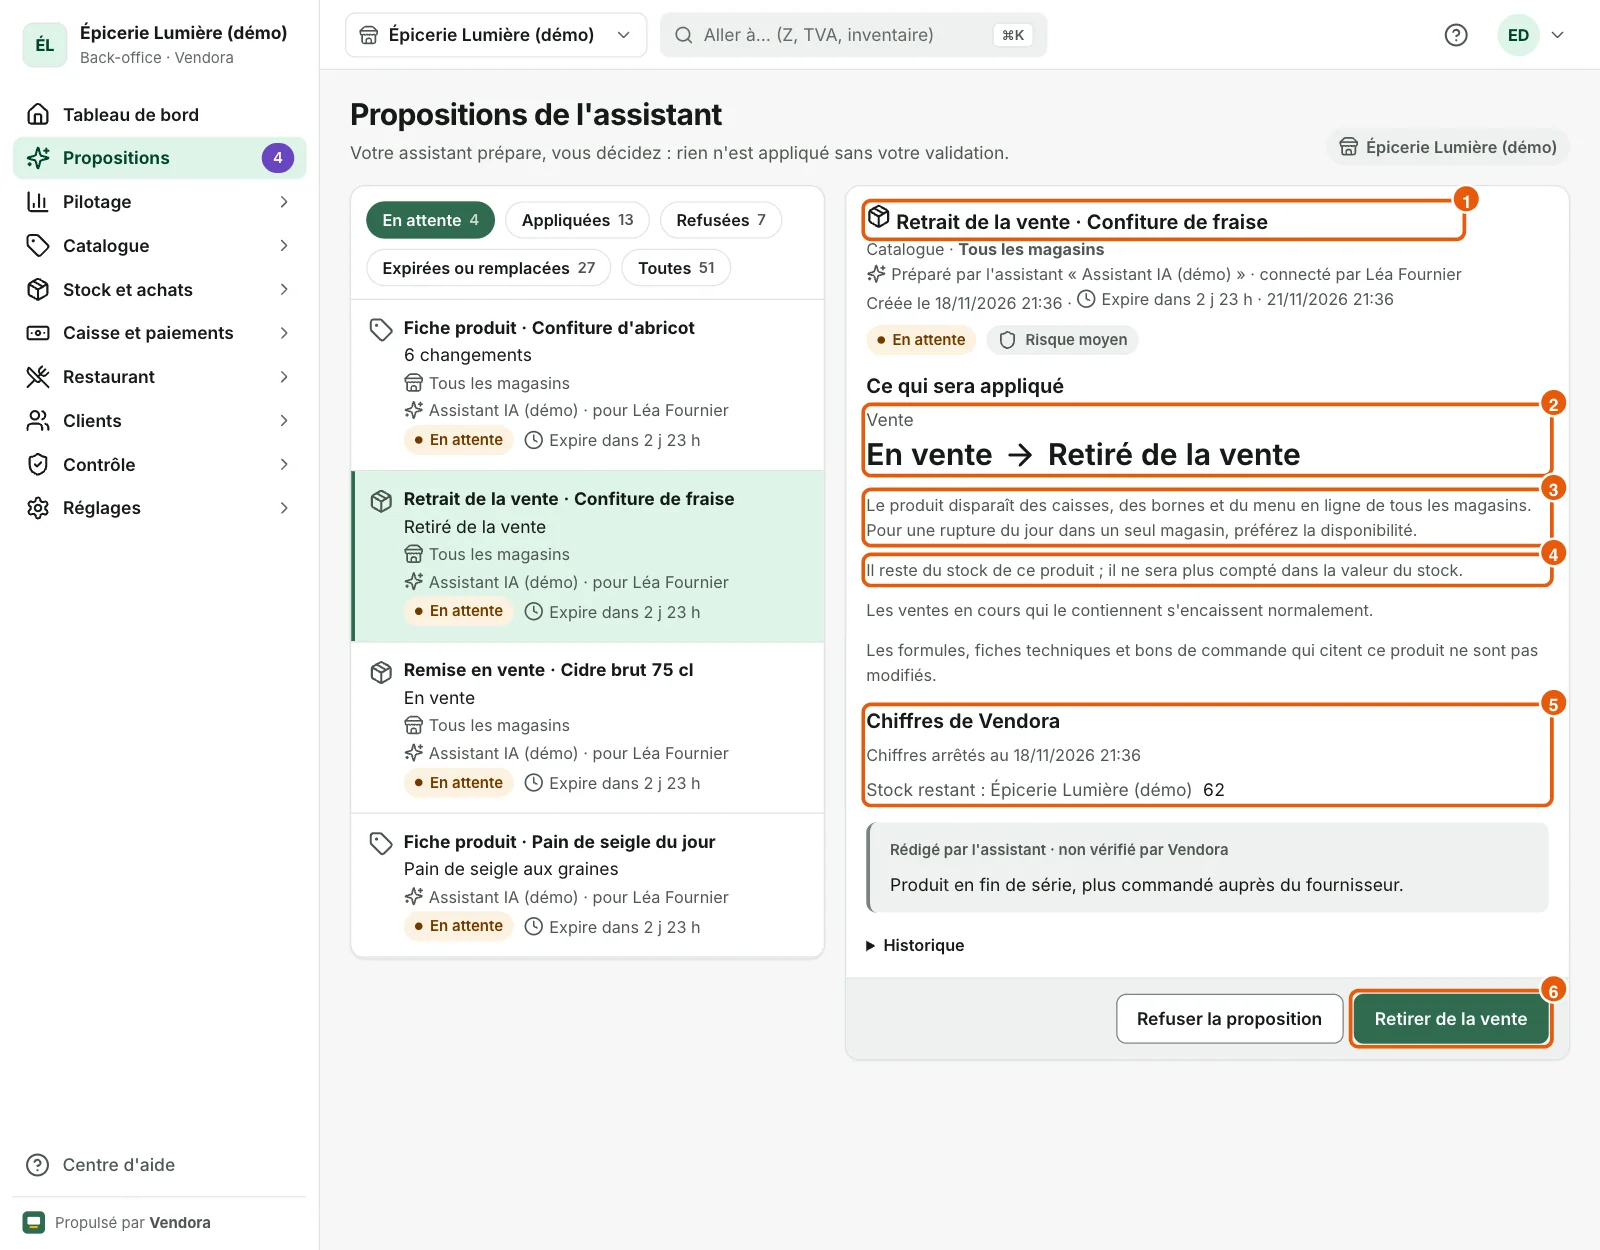 ÉL
Épicerie Lumière (démo)
Back-office · Vendora
Tableau de bord
Propositions 4
Pilotage
Catalogue
Stock et achats
Caisse et paiements
Restaurant
Clients
Contrôle
Réglages
Centre d'aide
Propulsé par Vendora
Épicerie Lumière (démo)
Aller à... (Z, TVA, inventaire) ⌘K
ED
Propositions de l'assistant
Votre assistant prépare, vous décidez : rien n'est appliqué sans votre validation.
Épicerie Lumière (démo)
En attente 4
Appliquées 13
Refusées 7
Expirées ou remplacées 27
Toutes 51
Fiche produit · Confiture d'abricot
6 changements
Tous les magasins
Assistant IA (démo) · pour Léa Fournier
En attente
Expire dans 2 j 23 h
Retrait de la vente · Confiture de fraise
Retiré de la vente
Tous les magasins
Assistant IA (démo) · pour Léa Fournier
En attente
Expire dans 2 j 23 h
Remise en vente · Cidre brut 75 cl
En vente
Tous les magasins
Assistant IA (démo) · pour Léa Fournier
En attente
Expire dans 2 j 23 h
Fiche produit · Pain de seigle du jour
Pain de seigle aux graines
Assistant IA (démo) · pour Léa Fournier
En attente
Expire dans 2 j 23 h
1
Retrait de la vente · Confiture de fraise
Catalogue · Tous les magasins
Préparé par l'assistant « Assistant IA (démo) » · connecté par Léa Fournier
Créée le 18/11/2026 21:36 · Expire dans 2 j 23 h · 21/11/2026 21:36
En attente
Risque moyen
Ce qui sera appliqué
2
Vente
En vente → Retiré de la vente
3
Le produit disparaît des caisses, des bornes et du menu en ligne de tous les magasins.
Pour une rupture du jour dans un seul magasin, préférez la disponibilité.
4
Il reste du stock de ce produit ; il ne sera plus compté dans la valeur du stock.
Les ventes en cours qui le contiennent s'encaissent normalement.
Les formules, fiches techniques et bons de commande qui citent ce produit ne sont pas
modifiés.
5
Chiffres de Vendora
Chiffres arrêtés au 18/11/2026 21:36
Stock restant : Épicerie Lumière (démo) 62
Rédigé par l'assistant · non vérifié par Vendora
Produit en fin de série, plus commandé auprès du fournisseur.
Historique
6
Refuser la proposition
Retirer de la vente